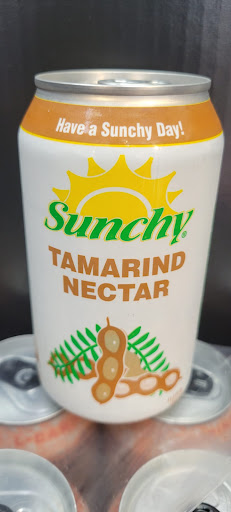 Have a Sunchy Day!
Sunchy®
TAMARIND
NECTAR